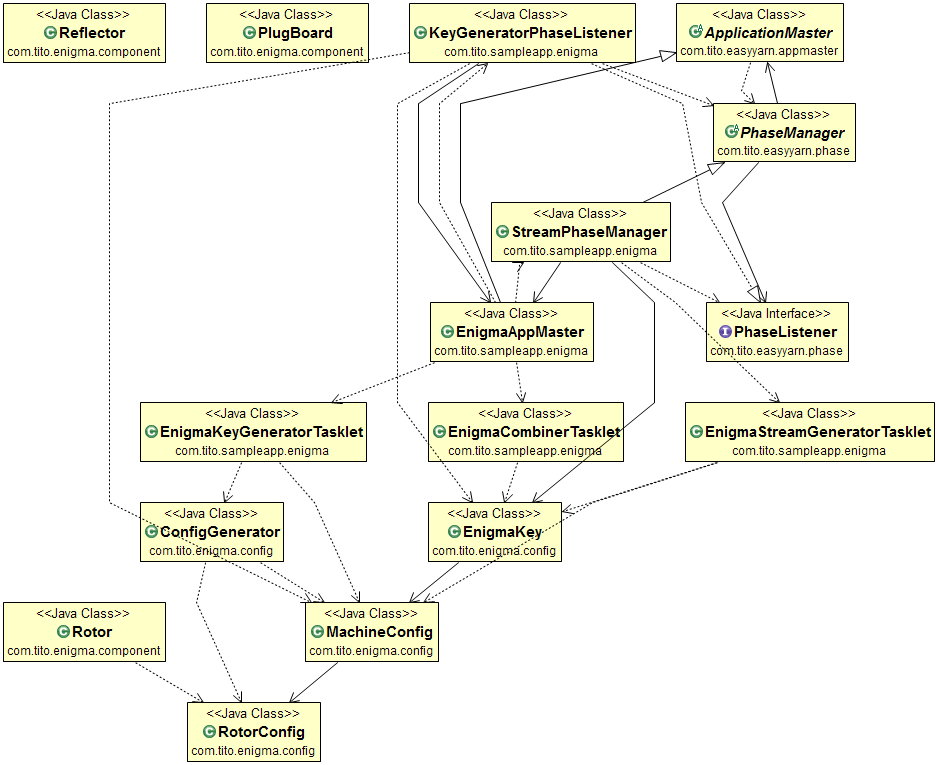 <<Java Class>>
Reflector
com.tito.enigma.component
<<Java Class>>
PlugBoard
com.tito.enigma.component
<<Java Class>>
KeyGeneratorPhaseListener
com.tito.sampleapp.enigma
<<Java Class>>
ApplicationMaster
com.tito.easyyarn.appmaster
<<Java Class>>
PhaseManager
com.tito.easyyarn.phase
<<Java Class>>
StreamPhaseManager
com.tito.sampleapp.enigma
<<Java Class>>
EnigmaAppMaster
com.tito.sampleapp.enigma
<<Java Interface>>
PhaseListener
com.tito.easyyarn.phase
<<Java Class>>
EnigmaKeyGeneratorTasklet
com.tito.sampleapp.enigma
<<Java Class>>
EnigmaCombinerTasklet
com.tito.sampleapp.enigma
<<Java Class>>
EnigmaStreamGeneratorTasklet
com.tito.sampleapp.enigma
<<Java Class>>
ConfigGenerator
com.tito.enigma.config
<<Java Class>>
EnigmaKey
com.tito.enigma.config
<<Java Class>>
Rotor
com.tito.enigma.component
<<Java Class>>
MachineConfig
com.tito.enigma.config
<<Java Class>>
RotorConfig
com.tito.enigma.config